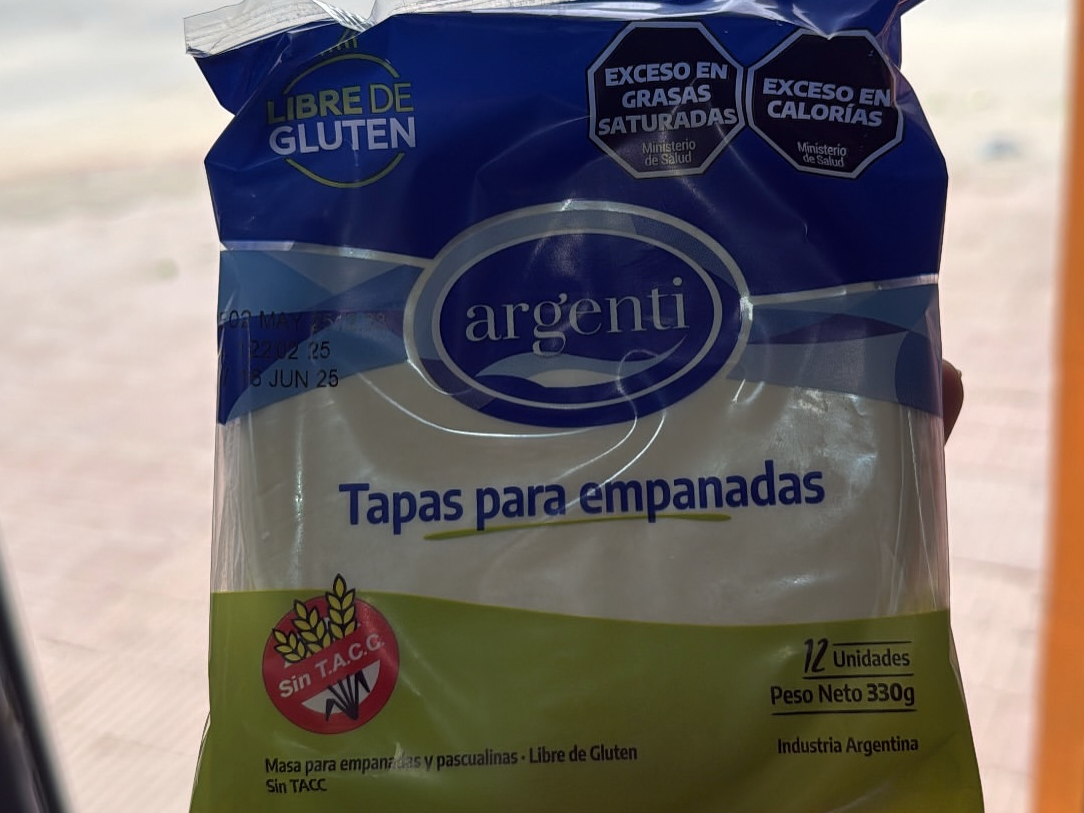 LIBRE DE
GLUTEN
EXCESO EN
GRASAS
SATURADAS
Ministerio
de Salud
EXCESO EN
CALORÍAS
Ministerio
de Salud
argenti
02 MAY
22.02 25
JUN 25
Tapas para empanadas
Sin T.A.C.C.
12 Unidades
Peso Neto 330g
Industria Argentina
Masa para empanadas y pascualinas · Libre de Gluten
Sin TACC